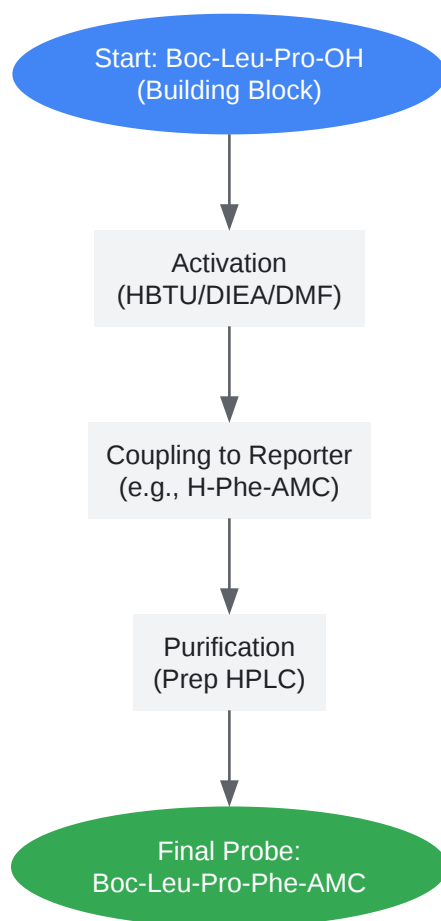 Start: Boc-Leu-Pro-OH
(Building Block)
Activation
(HBTU/DIEA/DMF)
Coupling to Reporter
(e.g., H-Phe-AMC)
Purification
(Prep HPLC)
Final Probe:
Boc-Leu-Pro-Phe-AMC